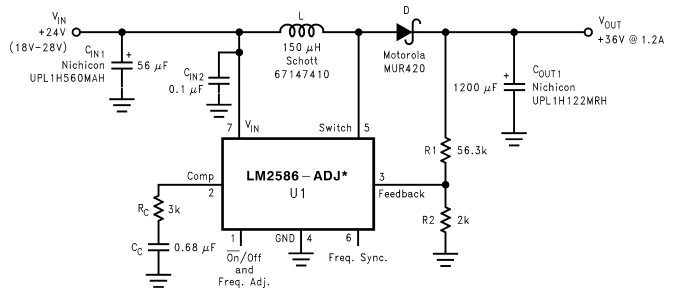 V_IN
+24V
(18V–28V)
C_IN1
Nichicon
UPL1H560MAH
+
56 μF
C_IN2
0.1 μF
L
150 μH
Schott
67147410
D
Motorola
MUR420
V_OUT
+36V @ 1.2A
+
1200 μF
C_OUT1
Nichicon
UPL1H122MRH
7
V_IN
Switch
5
R1
56.3k
LM2586–ADJ*
U1
Comp
2
3
Feedback
R_C
3k
C_C
0.68 μF
R2
2k
1
GND
4
6
O̅n̅/Off
and
Freq. Adj.
Freq. Sync.